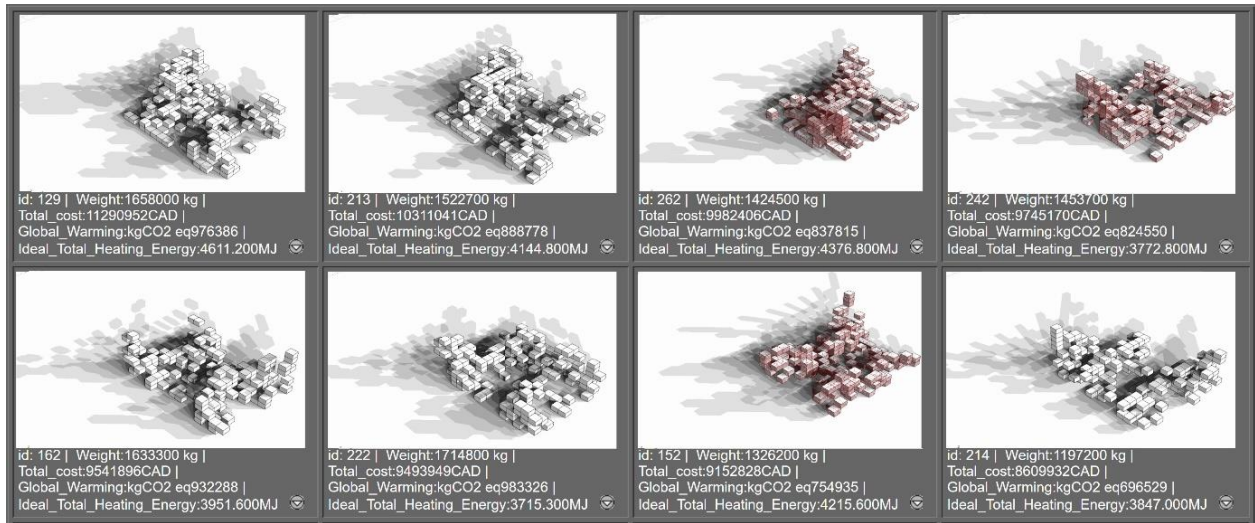 id: 129 | Weight:1658000 kg |
Total_cost:11290952CAD |
Global_Warming:kgCO2 eq976386 |
Ideal_Total_Heating_Energy:4611.200MJ
id: 213 | Weight:1522700 kg |
Total_cost:10311041CAD |
Global_Warming:kgCO2 eq888778 |
Ideal_Total_Heating_Energy:4144.800MJ
id: 262 | Weight:1424500 kg |
Total_cost:9982406CAD |
Global_Warming:kgCO2 eq837815 |
Ideal_Total_Heating_Energy:4376.800MJ
id: 242 | Weight:1453700 kg |
Total_cost:9745170CAD |
Global_Warming:kgCO2 eq824550 |
Ideal_Total_Heating_Energy:3772.800MJ
id: 162 | Weight:1633300 kg |
Total_cost:9541896CAD |
Global_Warming:kgCO2 eq932288 |
Ideal_Total_Heating_Energy:3951.600MJ
id: 222 | Weight:1714800 kg |
Total_cost:9493949CAD |
Global_Warming:kgCO2 eq983326 |
Ideal_Total_Heating_Energy:3715.300MJ
id: 152 | Weight:1326200 kg |
Total_cost:9152828CAD |
Global_Warming:kgCO2 eq754935 |
Ideal_Total_Heating_Energy:4215.600MJ
id: 214 | Weight:1197200 kg |
Total_cost:8609932CAD |
Global_Warming:kgCO2 eq696529 |
Ideal_Total_Heating_Energy:3847.000MJ